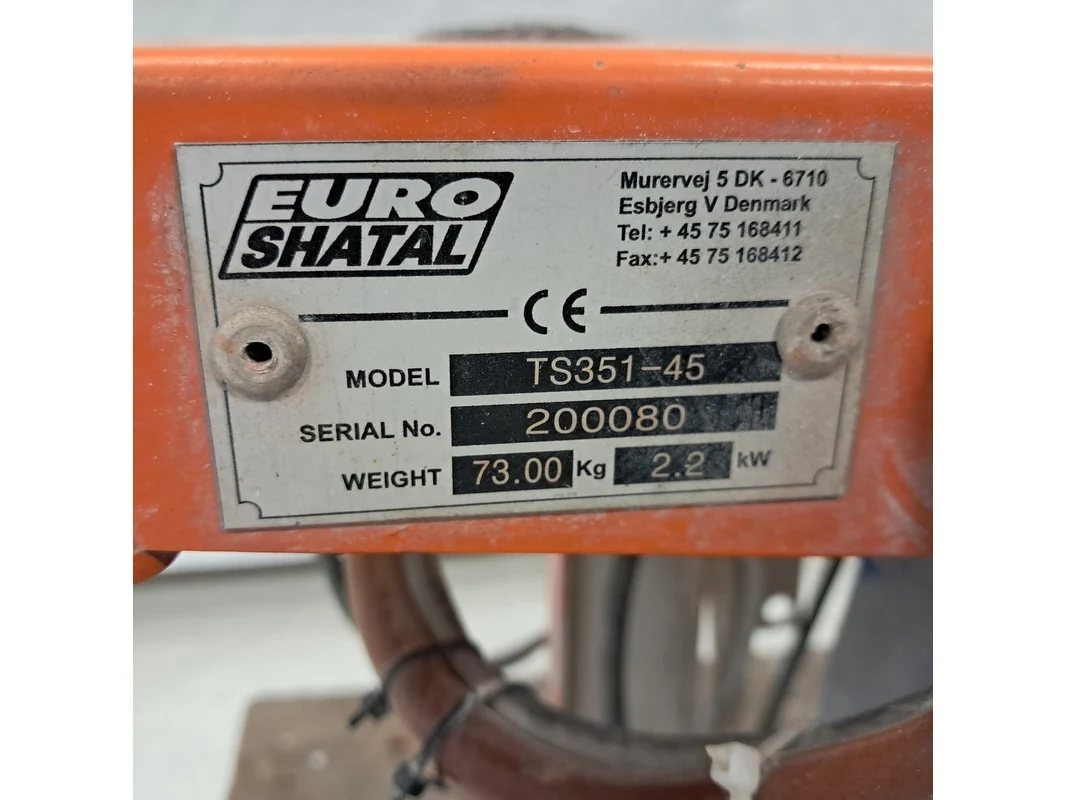 EURO
SHATAL
Murervej 5 DK - 6710
Esbjerg V Denmark
Tel: + 45 75 168411
Fax:+ 45 75 168412
CE
MODEL TS351-45
SERIAL No. 200080
WEIGHT 73.00 Kg 2.2 kW